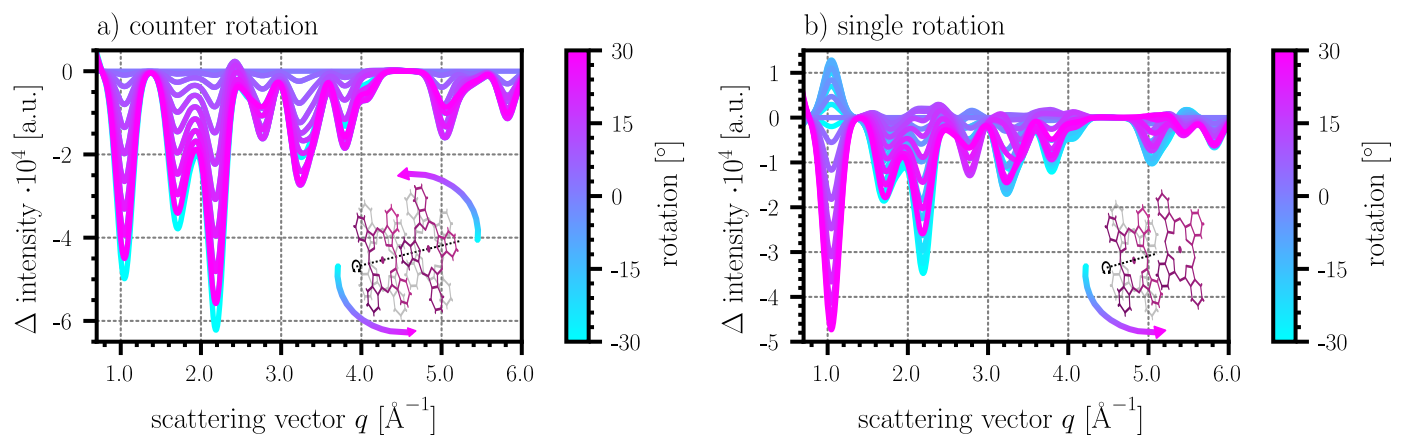 a) counter rotation
Δ intensity ·10⁴ [a.u.]
0
-2
-4
-6
1.0 2.0 3.0 4.0 5.0 6.0
scattering vector q [Å⁻¹]
30
15
0
-15
-30
rotation [°]
b) single rotation
Δ intensity ·10⁴ [a.u.]
1
0
-1
-2
-3
-4
-5
1.0 2.0 3.0 4.0 5.0 6.0
scattering vector q [Å⁻¹]
30
15
0
-15
-30
rotation [°]